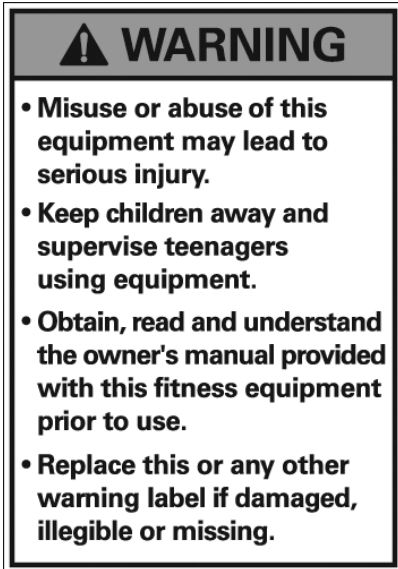 WARNING
• Misuse or abuse of this
equipment may lead to
serious injury.
• Keep children away and
supervise teenagers
using equipment.
• Obtain, read and understand
the owner's manual provided
with this fitness equipment
prior to use.
• Replace this or any other
warning label if damaged,
illegible or missing.